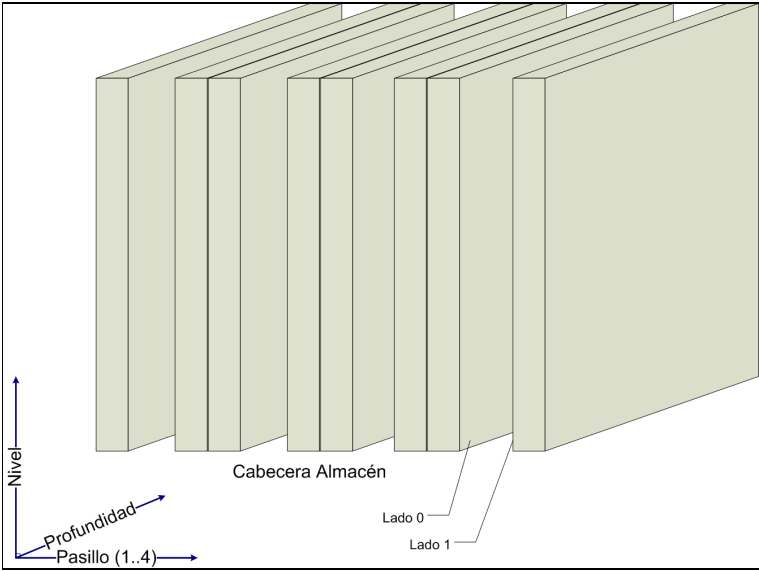 Cabecera Almacén
Nivel
Profundidad
Lado 0
Lado 1
Pasillo (1..4)